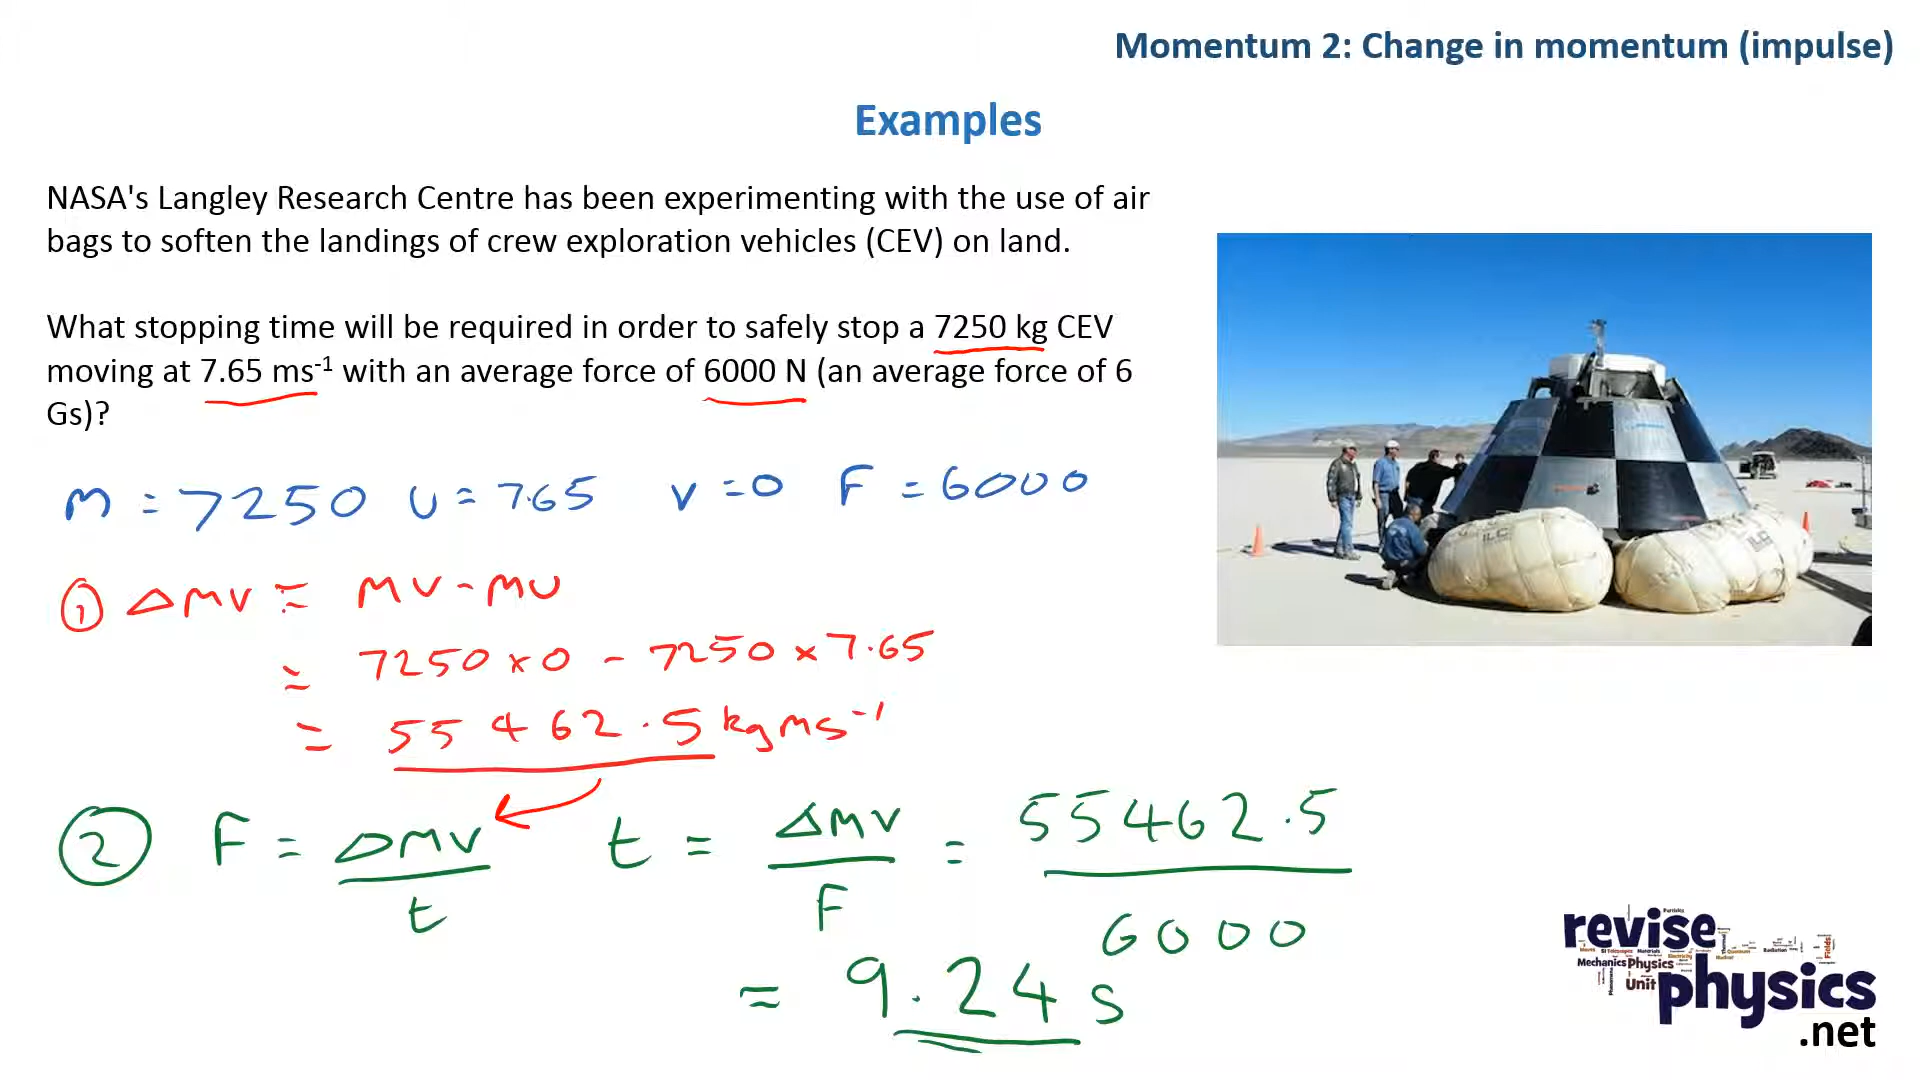 Momentum 2: Change in momentum (impulse)
Examples
NASA's Langley Research Centre has been experimenting with the use of air
bags to soften the landings of crew exploration vehicles (CEV) on land.
What stopping time will be required in order to safely stop a 7250 kg CEV
moving at 7.65 ms⁻¹ with an average force of 6000 N (an average force of 6
Gs)?
m = 7250 u = 7.65 v = 0 F = 6000
① ΔMV = MV - MU
= 7250 × 0 - 7250 × 7.65
= 55462.5 kgms⁻¹
② F = ΔMV / t t = ΔMV / F = 55462.5 / 6000
= 9.24 s
ILC
revise
Mechanics Physics
Unit
physics
.net